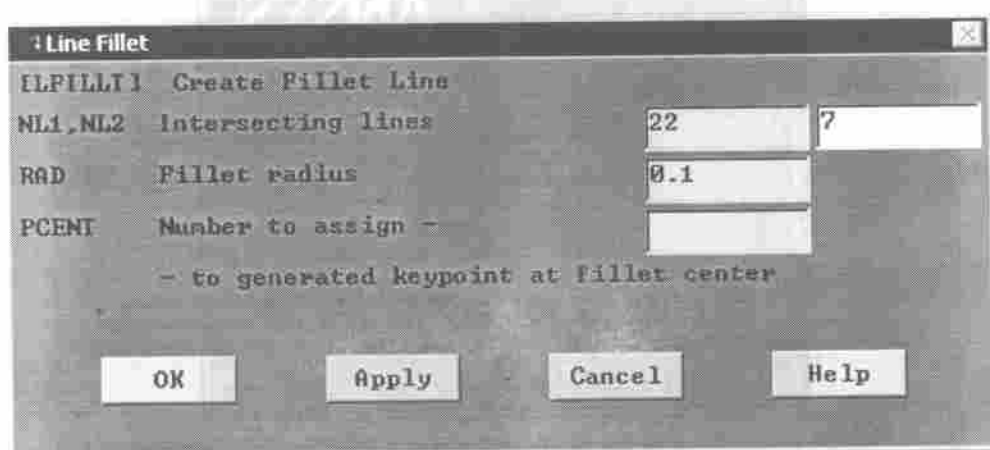 Line Fillet
[LFILLT] Create Fillet Line
NL1,NL2 Intersecting lines 22 7
RAD Fillet radius 0.1
PCENT Number to assign -
- to generated keypoint at fillet center
OK Apply Cancel Help